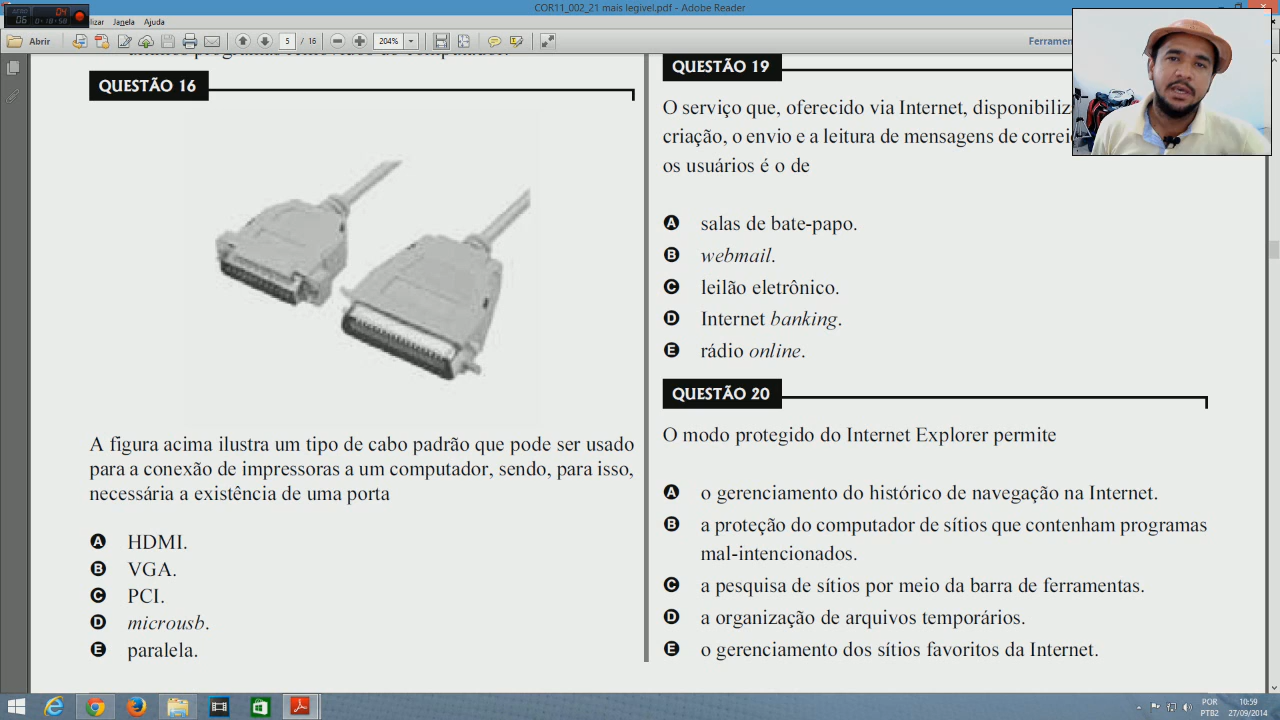 COR11_002_21 mais legivel.pdf - Adobe Reader
Janela Ajuda
Abrir
5 / 16
204%
QUESTÃO 16
A figura acima ilustra um tipo de cabo padrão que pode ser usado
para a conexão de impressoras a um computador, sendo, para isso,
necessária a existência de uma porta
A HDMI.
B VGA.
C PCI.
D microusb.
E paralela.
QUESTÃO 19
O serviço que, oferecido via Internet,
criação, o envio e a leitura de mensagens de
os usuários é o de
A salas de bate-papo.
B webmail.
C leilão eletrônico.
D Internet banking.
E rádio online.
QUESTÃO 20
O modo protegido do Internet Explorer permite
A o gerenciamento do histórico de navegação na Internet.
B a proteção do computador de sítios que contenham programas
mal-intencionados.
C a pesquisa de sítios por meio da barra de ferramentas.
D a organização de arquivos temporários.
E o gerenciamento dos sítios favoritos da Internet.
POR
PTB2
10:59
27/09/2014